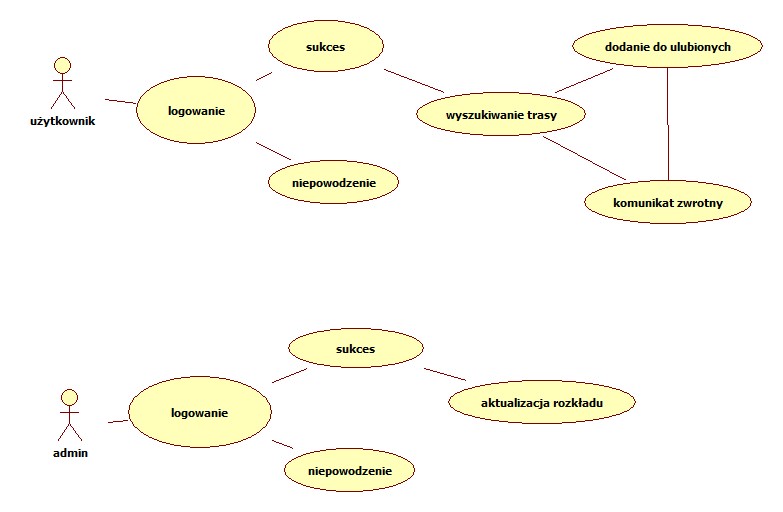 sukces
dodanie do ulubionych
użytkownik
logowanie
wyszukiwanie trasy
niepowodzenie
komunikat zwrotny
sukces
aktualizacja rozkładu
logowanie
admin
niepowodzenie